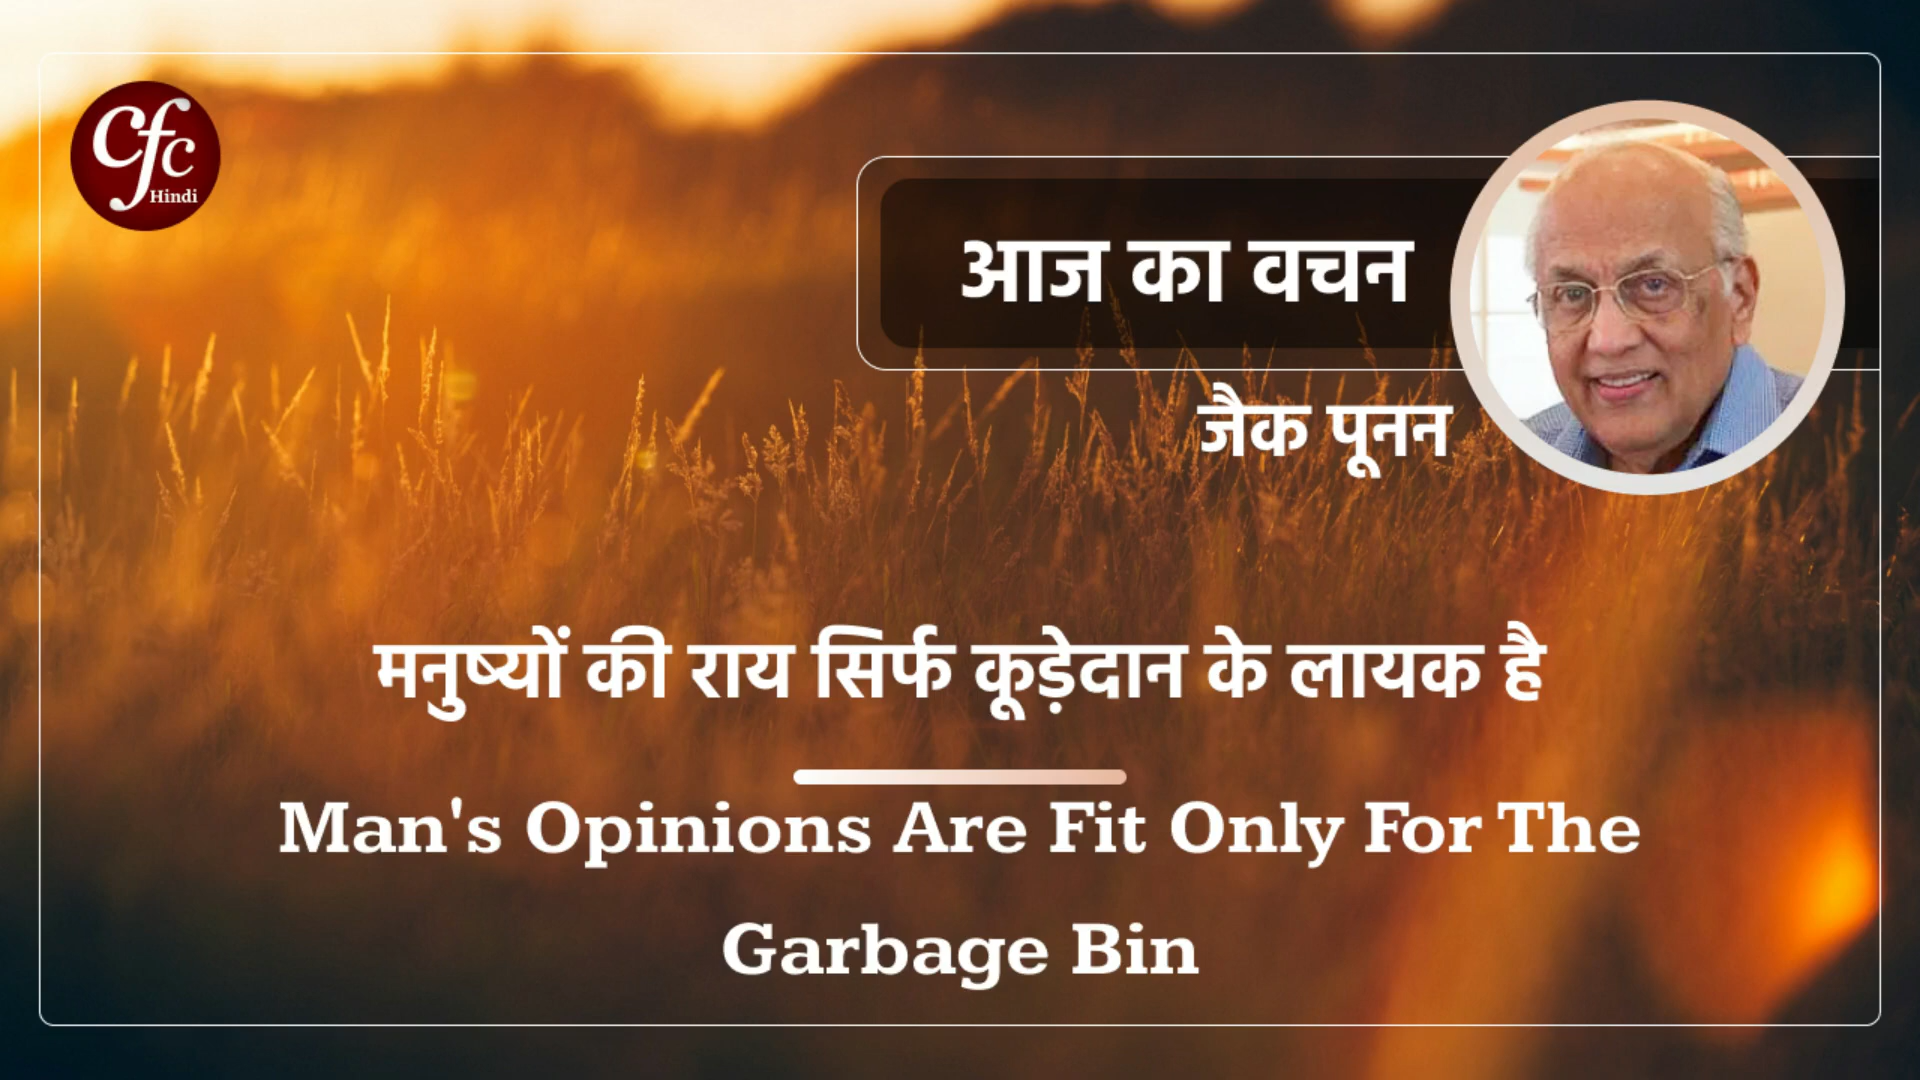 cfc
Hindi
आज का वचन
जैक पूनन
मनुष्यों की राय सिर्फ कूड़ेदान के लायक है
Man's Opinions Are Fit Only For The
Garbage Bin